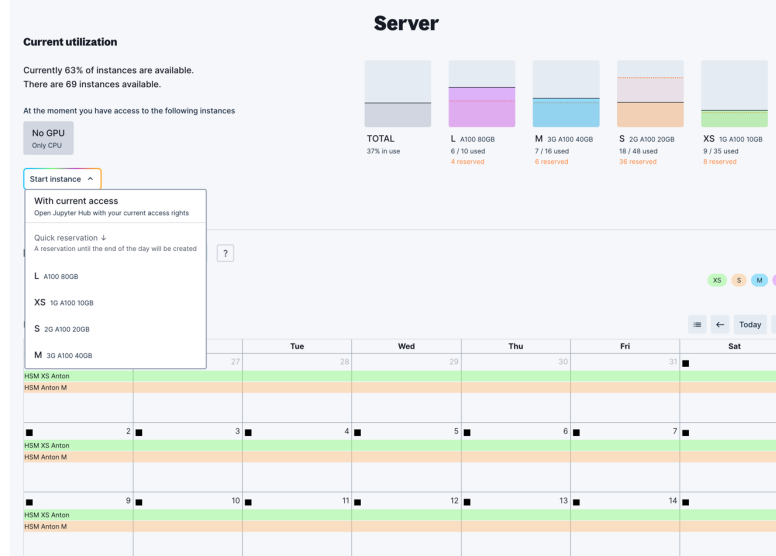 Server
Current utilization
Currently 63% of instances are available.
There are 69 instances available.
At the moment you have access to the following instances
No GPU
Only CPU
TOTAL
37% in use
L A100 80GB
6 / 10 used
4 reserved
M 3G A100 40GB
7 / 16 used
6 reserved
S 2G A100 20GB
18 / 48 used
36 reserved
XS 1G A100 10GB
9 / 35 used
8 reserved
Start instance
With current access
Open Jupyter Hub with your current access rights
Quick reservation ↓
A reservation until the end of the day will be created
L A100 80GB
XS 1G A100 10GB
S 2G A100 20GB
M 3G A100 40GB
?
XS S M
← Today
Tue Wed Thu Fri Sat
27 28 29 30 31
HSM XS Anton
HSM Anton M
2 3 4 5 6 7
HSM XS Anton
HSM Anton M
9 10 11 12 13 14
HSM XS Anton
HSM Anton M